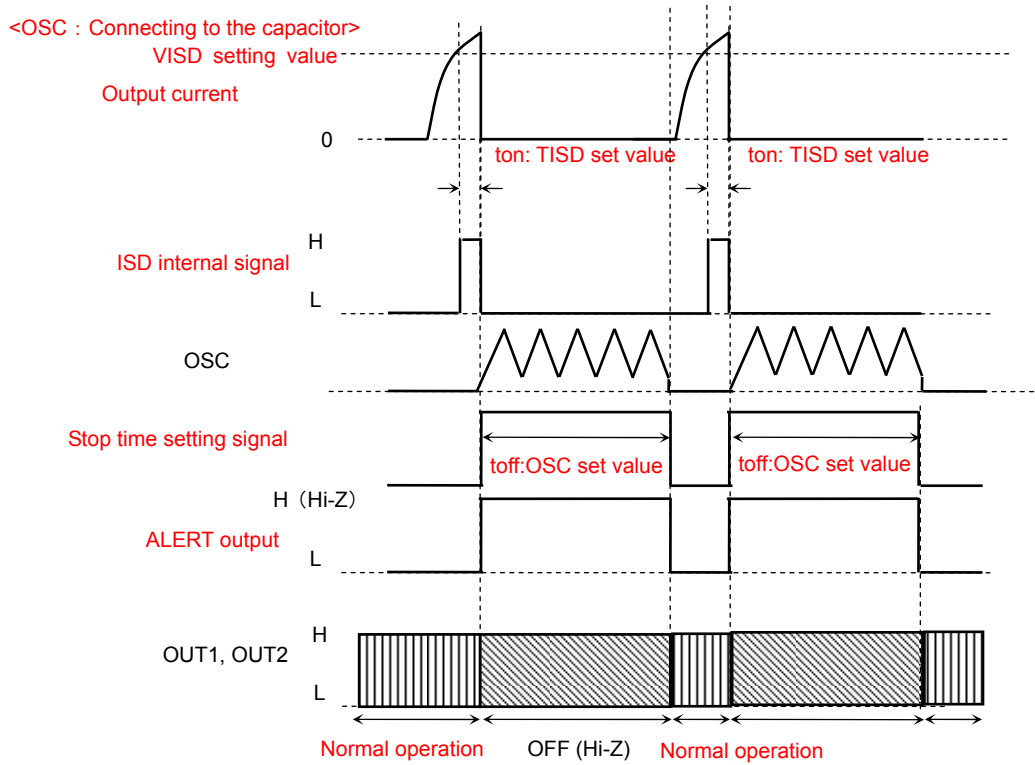 <OSC：Connecting to the capacitor>
VISD setting value
Output current
0
ton: TISD set value
ton: TISD set value
H
ISD internal signal
L
OSC
Stop time setting signal
toff:OSC set value
toff:OSC set value
H（Hi-Z）
ALERT output
L
H
OUT1, OUT2
L
Normal operation
OFF (Hi-Z)
Normal operation